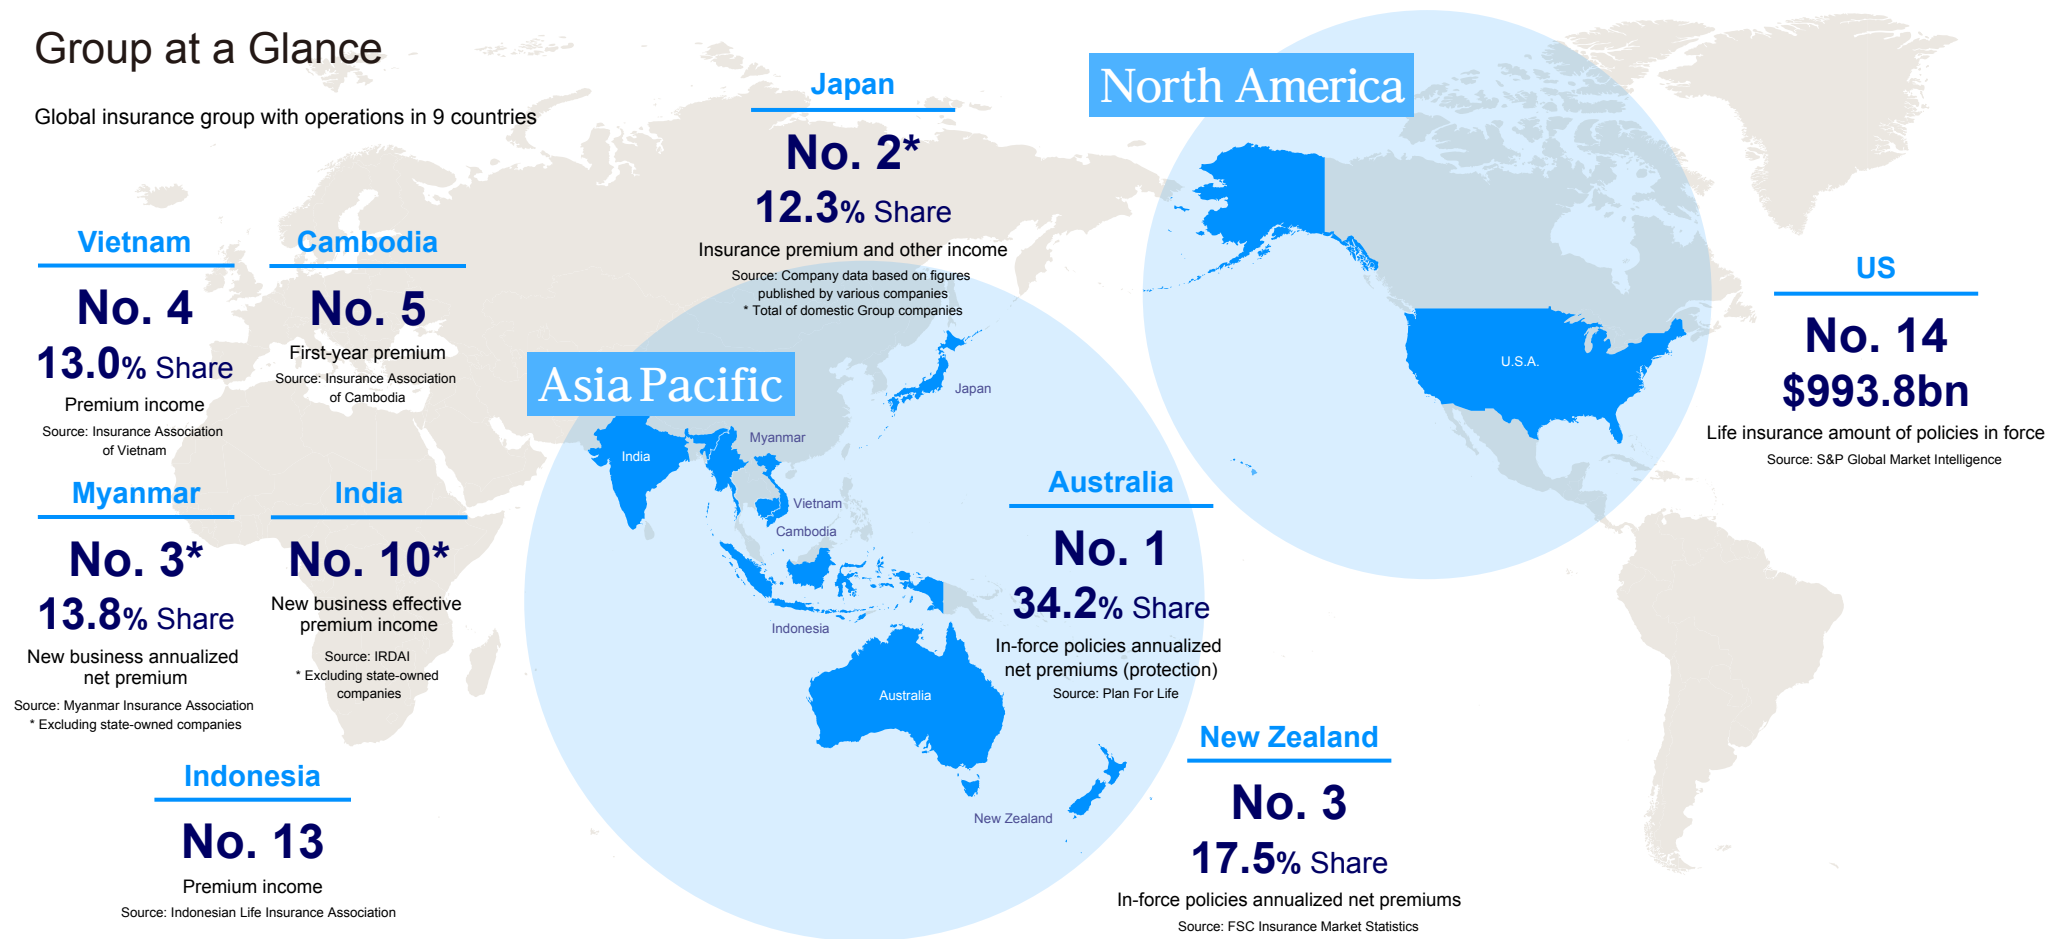 Group at a Glance
Global insurance group with operations in 9 countries
Vietnam
No. 4
13.0% Share
Premium income
Source: Insurance Association
of Vietnam
Cambodia
No. 5
First-year premium
Source: Insurance Association
of Cambodia
Myanmar
No. 3*
13.8% Share
New business annualized
net premium
Source: Myanmar Insurance Association
* Excluding state-owned companies
India
No. 10*
New business effective
premium income
Source: IRDAI
* Excluding state-owned
companies
Indonesia
No. 13
Premium income
Source: Indonesian Life Insurance Association
Japan
No. 2*
12.3% Share
Insurance premium and other income
Source: Company data based on figures
published by various companies
* Total of domestic Group companies
Asia Pacific
Japan
Myanmar
India
Vietnam
Cambodia
Indonesia
Australia
New Zealand
Australia
No. 1
34.2% Share
In-force policies annualized
net premiums (protection)
Source: Plan For Life
New Zealand
No. 3
17.5% Share
In-force policies annualized net premiums
Source: FSC Insurance Market Statistics
North America
U.S.A.
US
No. 14
$993.8bn
Life insurance amount of policies in force
Source: S&P Global Market Intelligence